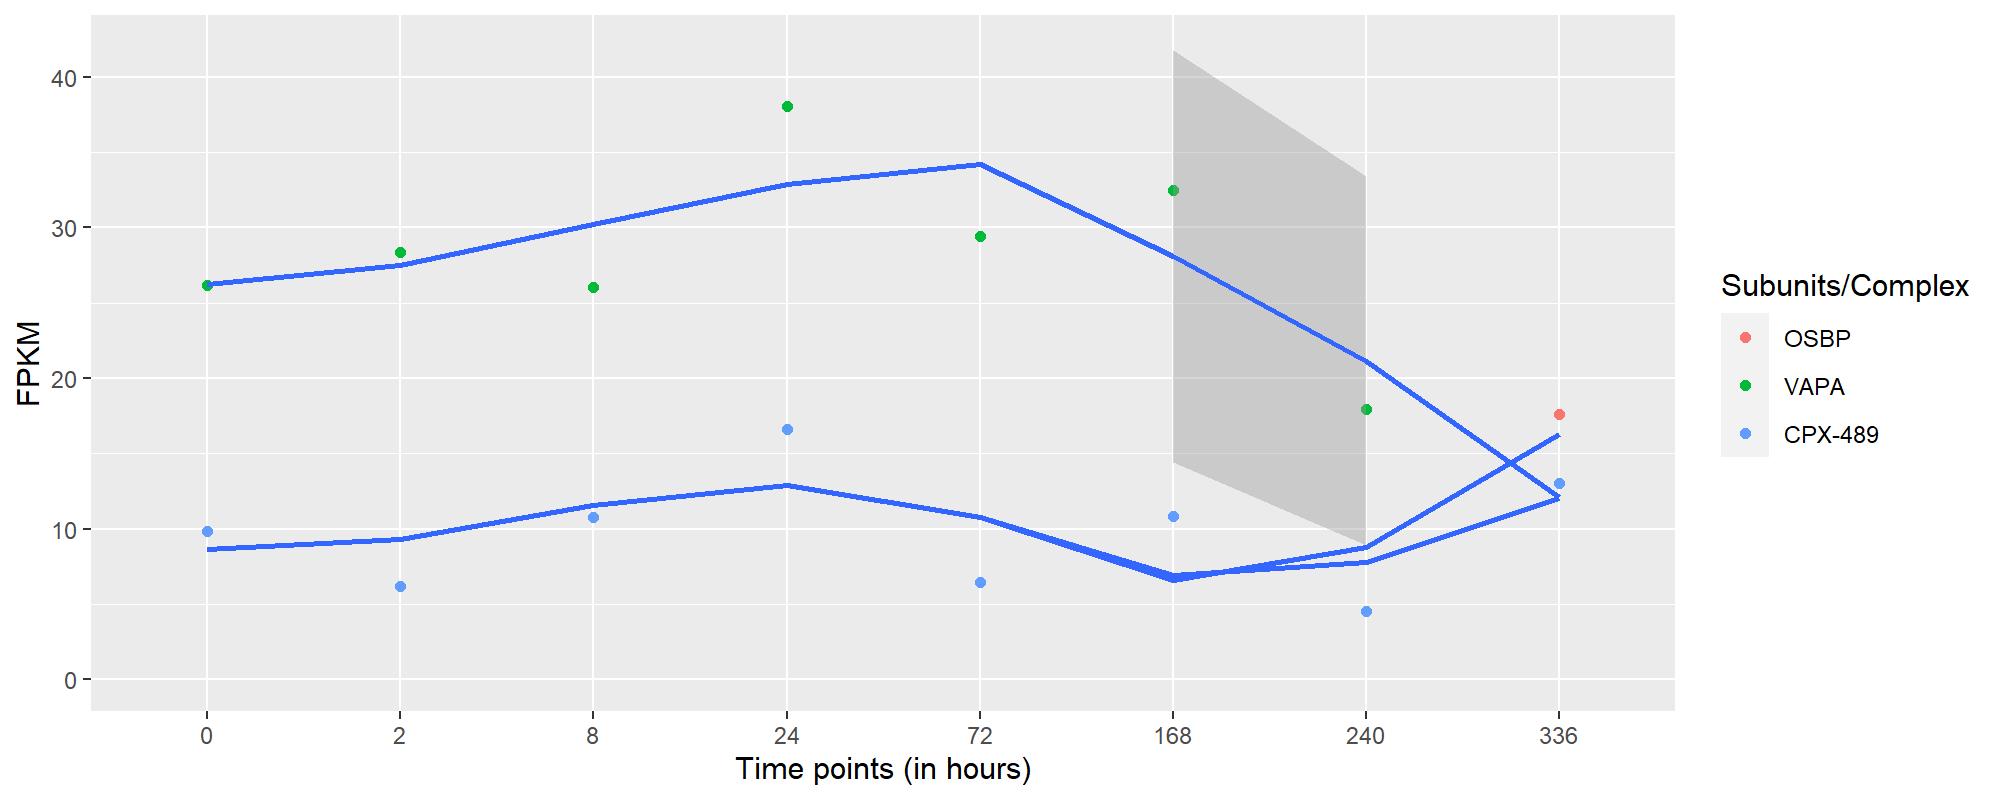 FPKM
40
30
20
10
0
0 2 8 24 72 168 240 336
Time points (in hours)
Subunits/Complex
OSBP
VAPA
CPX-489